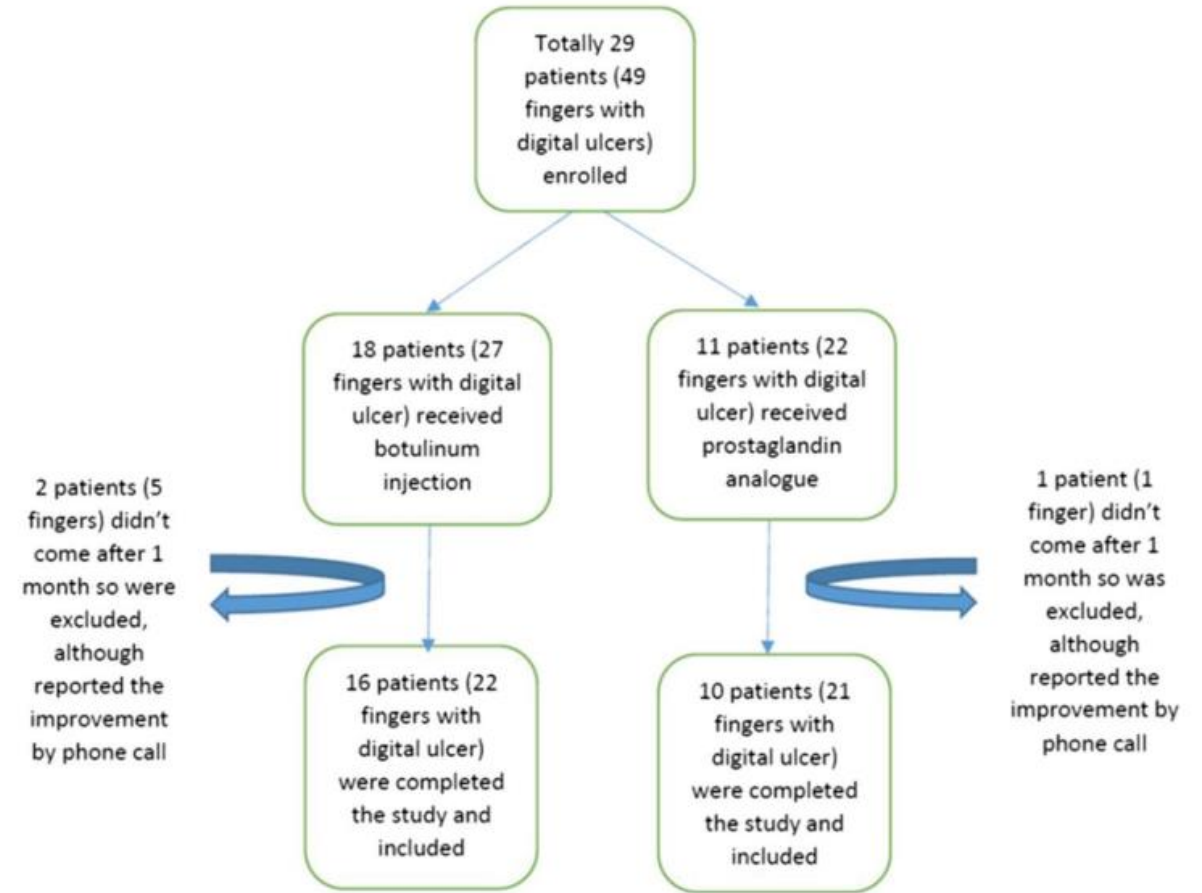 Totally 29
patients (49
fingers with
digital ulcers)
enrolled
18 patients (27
fingers with digital
ulcer) received
botulinum
injection
11 patients (22
fingers with digital
ulcer) received
prostaglandin
analogue
2 patients (5
fingers) didn't
come after 1
month so were
excluded,
although
reported the
improvement
by phone call
1 patient (1
finger) didn't
come after 1
month so was
excluded,
although
reported the
improvement by
phone call
16 patients (22
fingers with
digital ulcer)
were completed
the study and
included
10 patients (21
fingers with
digital ulcer)
were completed
the study and
included